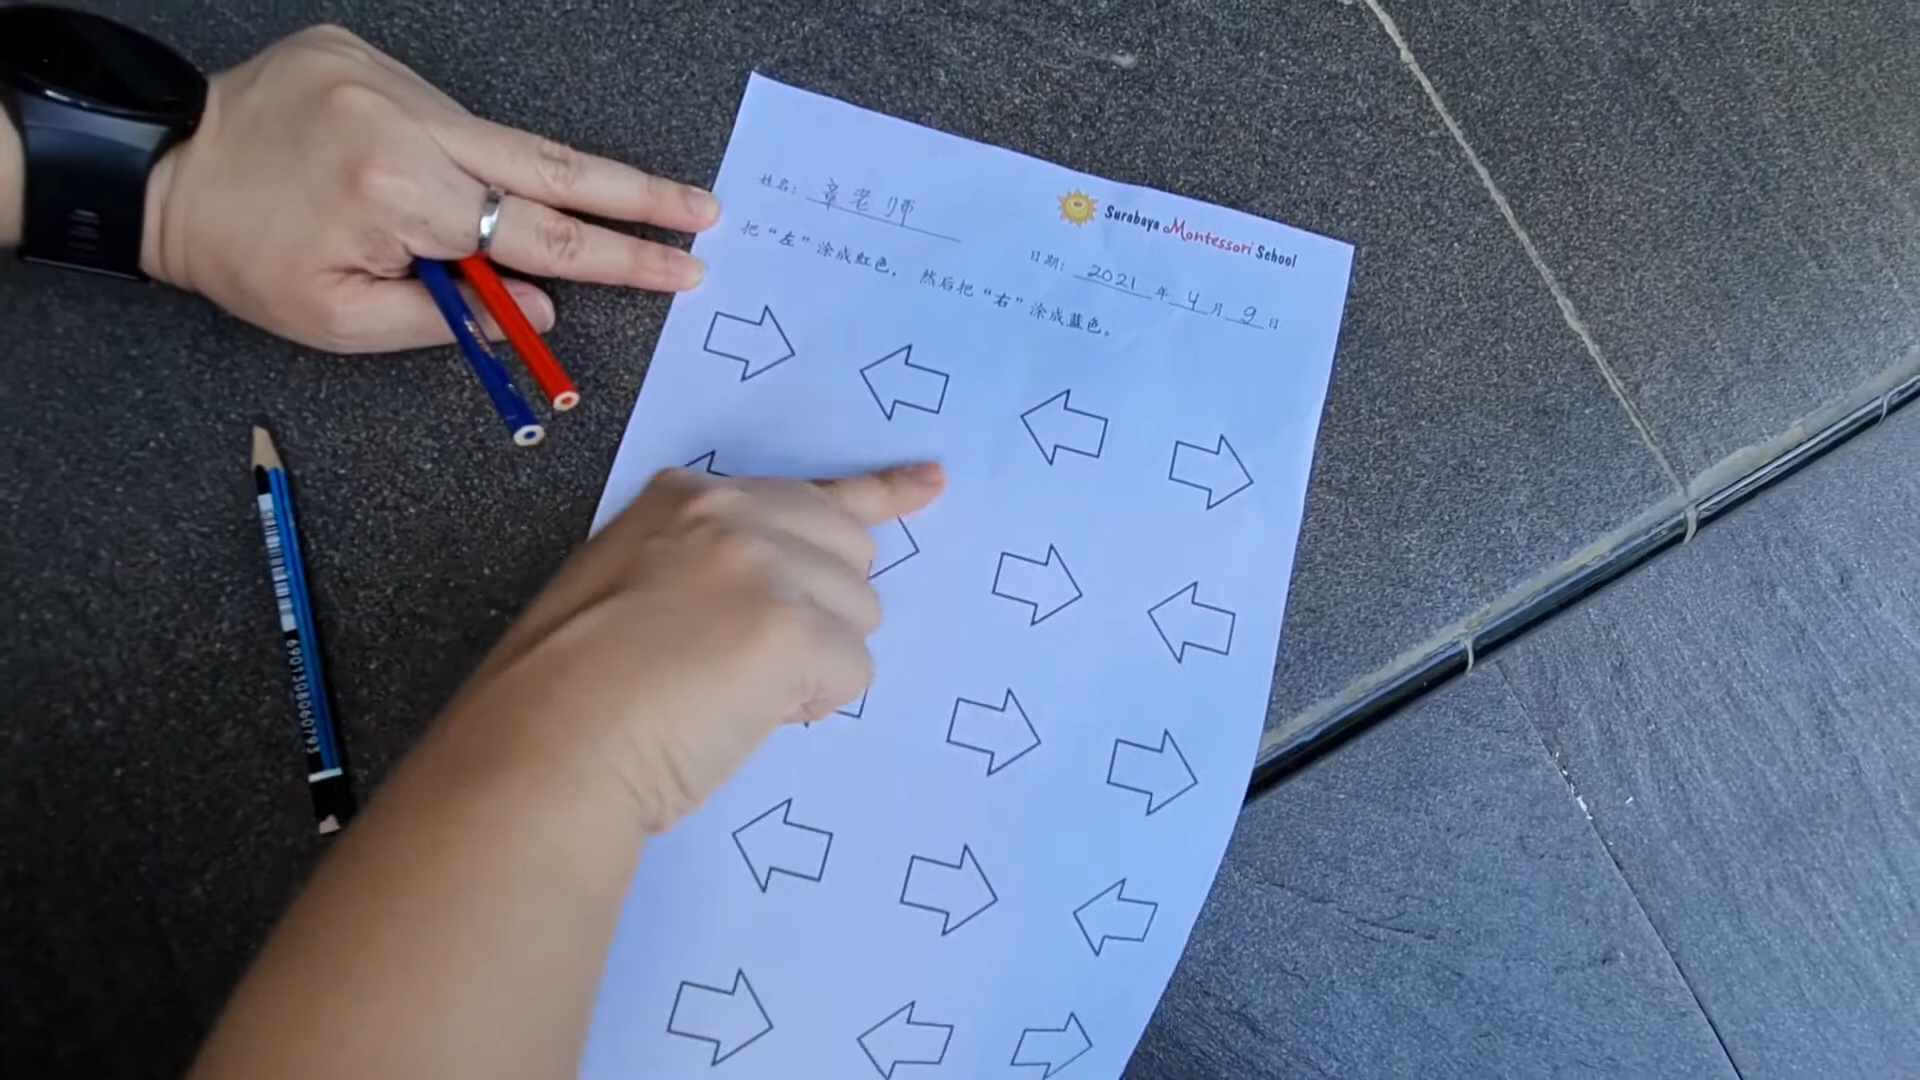 Surabaya Montessori School
姓名: 章老师
日期: 2021 年 4 月 9 日
把“左”涂成红色, 然后把“右”涂成蓝色。
6901308060793